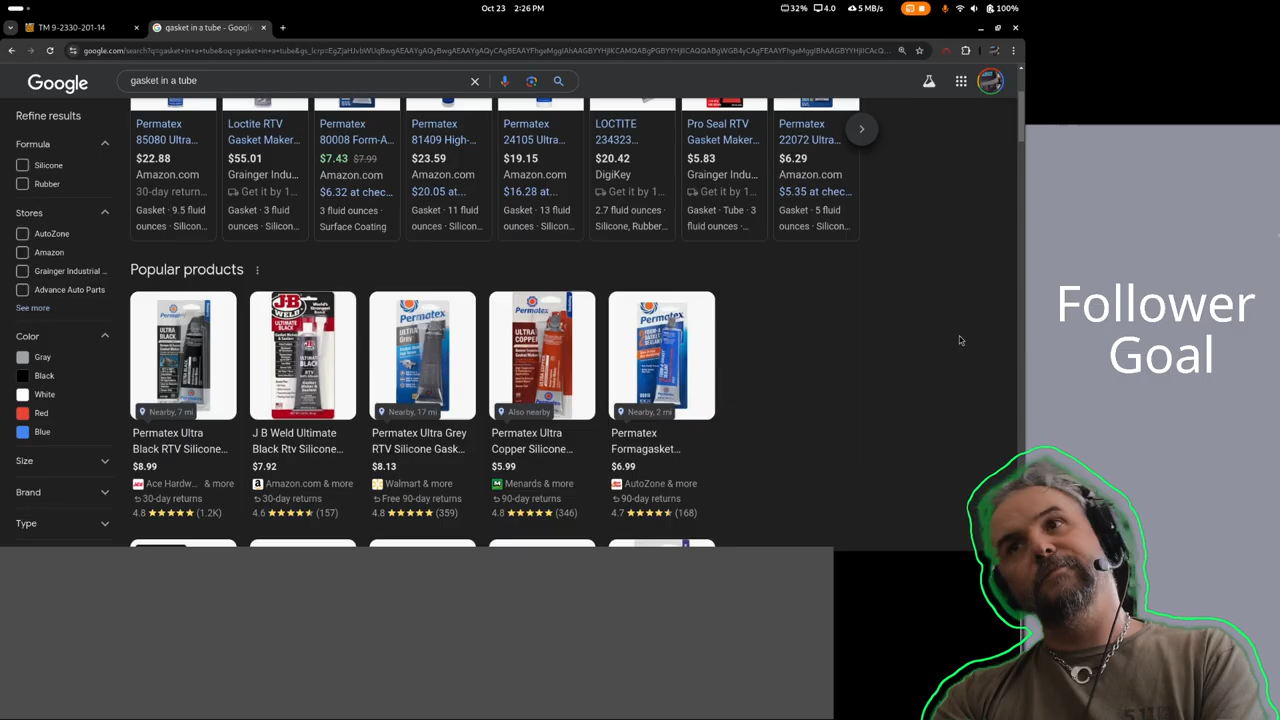 Oct 23 2:26 PM
32% 4.0 5 MB/s 100%
TM 9-2330-201-14
gasket in a tube - Google
Google
gasket in a tube
Refine results
Formula
Silicone
Rubber
Stores
AutoZone
Amazon
Grainger Industrial ...
Advance Auto Parts
See more
Color
Gray
Black
White
Red
Blue
Size
Brand
Type
Permatex
85080 Ultra...
$22.88
Amazon.com
30-day return...
Gasket · 9.5 fluid
ounces · Silicon...
Loctite RTV
Gasket Maker...
$55.01
Grainger Indu...
Get it by 1...
Gasket · 3 fluid
ounces · Silicon...
Permatex
80008 Form-A...
$7.43 $7.99
Amazon.com
$6.32 at chec...
3 fluid ounces ·
Surface Coating
Permatex
81409 High-...
$23.59
Amazon.com
$20.05 at...
Gasket · 11 fluid
ounces · Silicon...
Permatex
24105 Ultra...
$19.15
Amazon.com
$16.28 at...
Gasket · 13 fluid
ounces · Silicon...
LOCTITE
234323...
$20.42
DigiKey
Get it by 1...
2.7 fluid ounces ·
Silicone, Rubber...
Pro Seal RTV
Gasket Maker...
$5.83
Grainger Indu...
Get it by 1...
Gasket · Tube · 3
fluid ounces ·...
Permatex
22072 Ultra...
$6.29
Amazon.com
$5.35 at chec...
Gasket · 5 fluid
ounces · Silicon...
Popular products
Nearby, 7 mi
Permatex Ultra
Black RTV Silicone...
$8.99
Ace Hardw... & more
30-day returns
4.8 (1.2K)
J B Weld Ultimate
Black Rtv Silicone...
$7.92
Amazon.com & more
30-day returns
4.6 (157)
Nearby, 17 mi
Permatex Ultra Grey
RTV Silicone Gask...
$8.13
Walmart & more
Free 90-day returns
4.8 (359)
Also nearby
Permatex Ultra
Copper Silicone...
$5.99
Menards & more
90-day returns
4.8 (346)
Nearby, 2 mi
Permatex
Formagasket...
$6.99
AutoZone & more
90-day returns
4.7 (168)
Follower
Goal